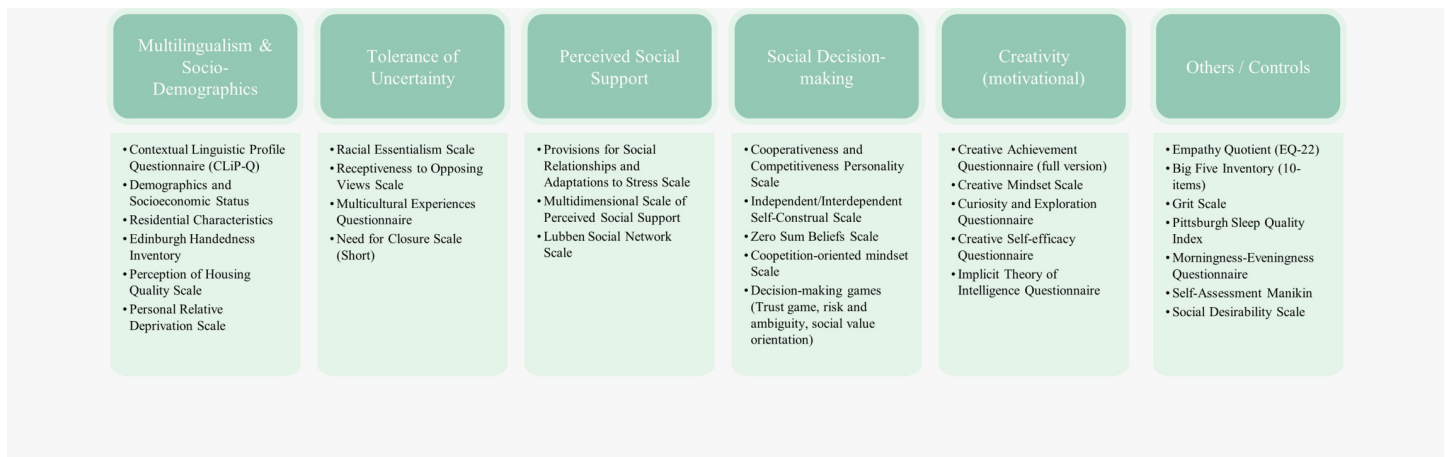 Multilingualism &
Socio-
Demographics
• Contextual Linguistic Profile
Questionnaire (CLiP-Q)
• Demographics and
Socioeconomic Status
• Residential Characteristics
• Edinburgh Handedness
Inventory
• Perception of Housing
Quality Scale
• Personal Relative
Deprivation Scale
Tolerance of
Uncertainty
• Racial Essentialism Scale
• Receptiveness to Opposing
Views Scale
• Multicultural Experiences
Questionnaire
• Need for Closure Scale
(Short)
Perceived Social
Support
• Provisions for Social
Relationships and
Adaptations to Stress Scale
• Multidimensional Scale of
Perceived Social Support
• Lubben Social Network
Scale
Social Decision-
making
• Cooperativeness and
Competitiveness Personality
Scale
• Independent/Interdependent
Self-Construal Scale
• Zero Sum Beliefs Scale
• Coopetition-oriented mindset
Scale
• Decision-making games
(Trust game, risk and
ambiguity, social value
orientation)
Creativity
(motivational)
• Creative Achievement
Questionnaire (full version)
• Creative Mindset Scale
• Curiosity and Exploration
Questionnaire
• Creative Self-efficacy
Questionnaire
• Implicit Theory of
Intelligence Questionnaire
Others / Controls
• Empathy Quotient (EQ-22)
• Big Five Inventory (10-
items)
• Grit Scale
• Pittsburgh Sleep Quality
Index
• Morningness-Eveningness
Questionnaire
• Self-Assessment Manikin
• Social Desirability Scale